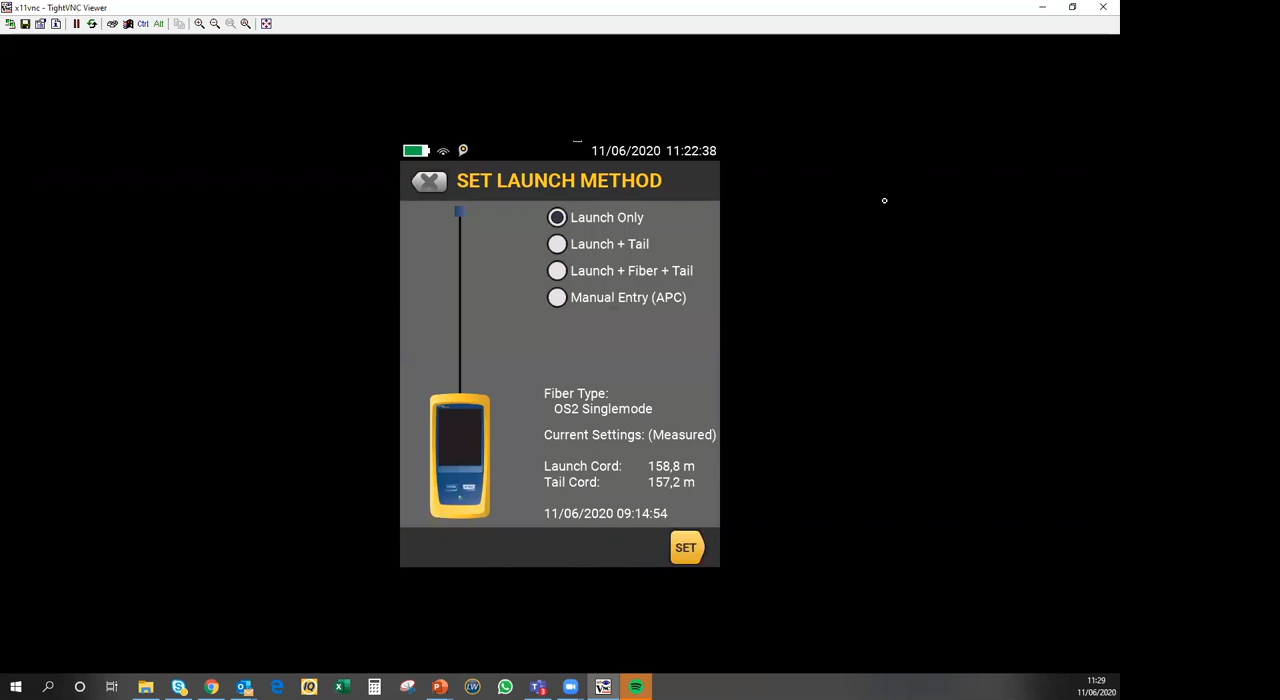 x11vnc - TightVNC Viewer
Ctrl Alt
11/06/2020 11:22:38
SET LAUNCH METHOD
Launch Only
Launch + Tail
Launch + Fiber + Tail
Manual Entry (APC)
Fiber Type:
OS2 Singlemode
Current Settings: (Measured)
Launch Cord: 158,8 m
Tail Cord: 157,2 m
11/06/2020 09:14:54
SET
11:29
11/06/2020